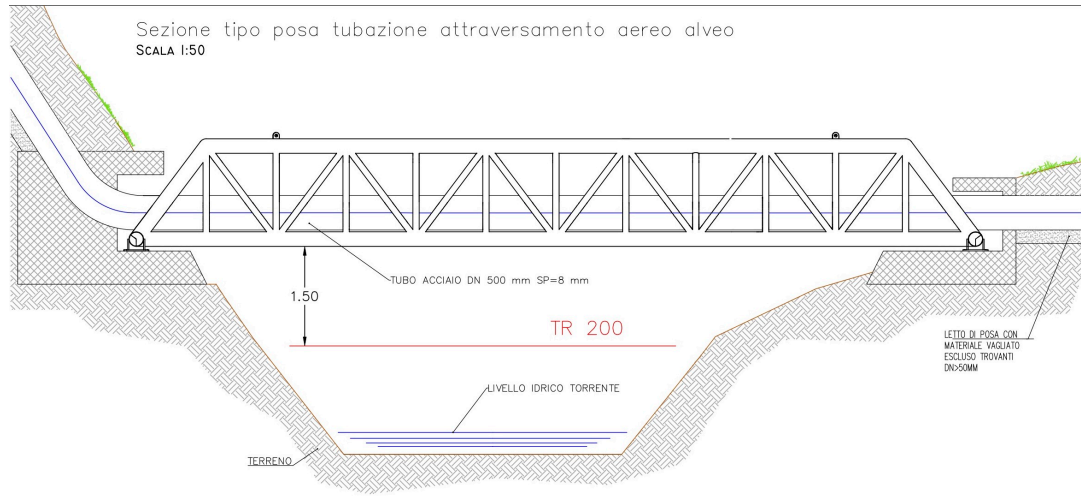 Sezione tipo posa tubazione attraversamento aereo alveo
SCALA 1:50
TUBO ACCIAIO DN 500 mm SP=8 mm
1.50
TR 200
LETTO DI POSA CON
MATERIALE VAGLIATO
ESCLUSO TROVANTI
DN>50MM
LIVELLO IDRICO TORRENTE
TERRENO